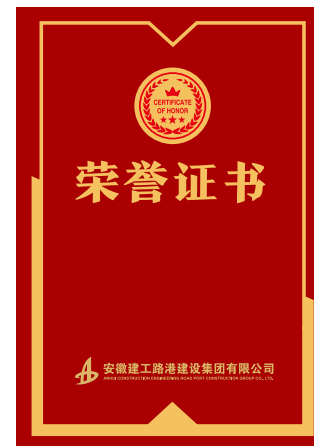 CERTIFICATE
OF HONOR
荣誉证书
安徽建工路港建设集团有限公司
ANHUI CONSTRUCTION ENGINEERING ROAD PORT CONSTRUCTION GROUP CO., LTD.